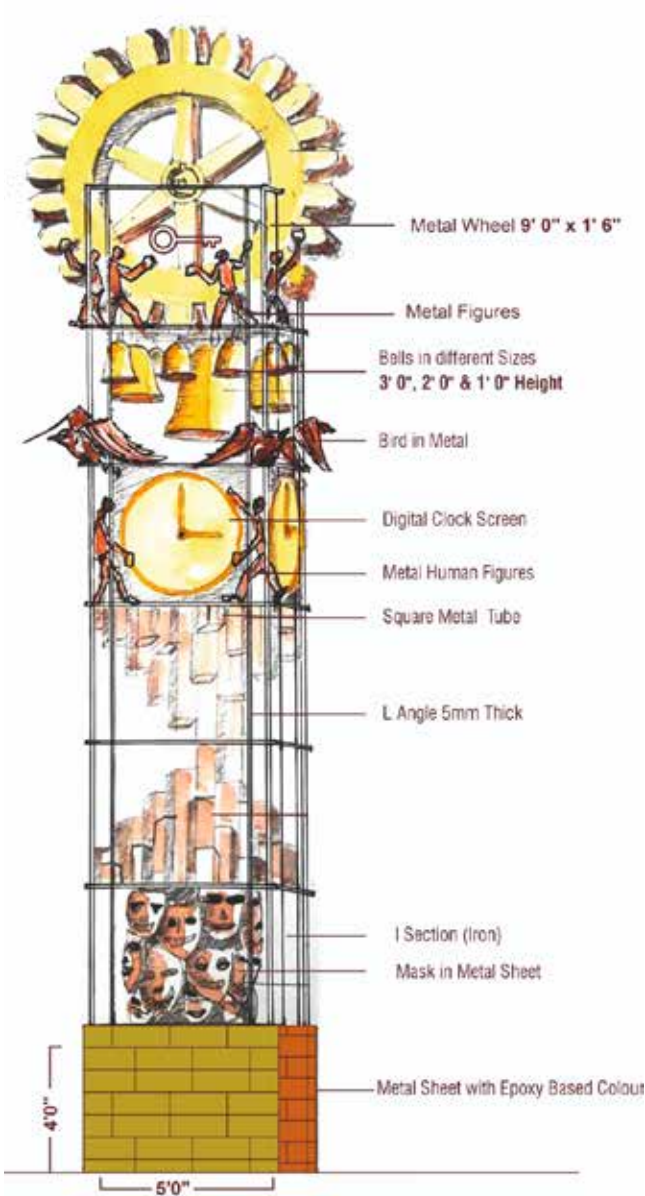 Metal Wheel 9' 0" x 1' 6"
Metal Figures
Bells in different Sizes
3' 0", 2' 0" & 1' 0" Height
Bird in Metal
Digital Clock Screen
Metal Human Figures
Square Metal Tube
L Angle 5mm Thick
I Section (Iron)
Mask in Metal Sheet
Metal Sheet with Epoxy Based Colour
4'0"
5'0"